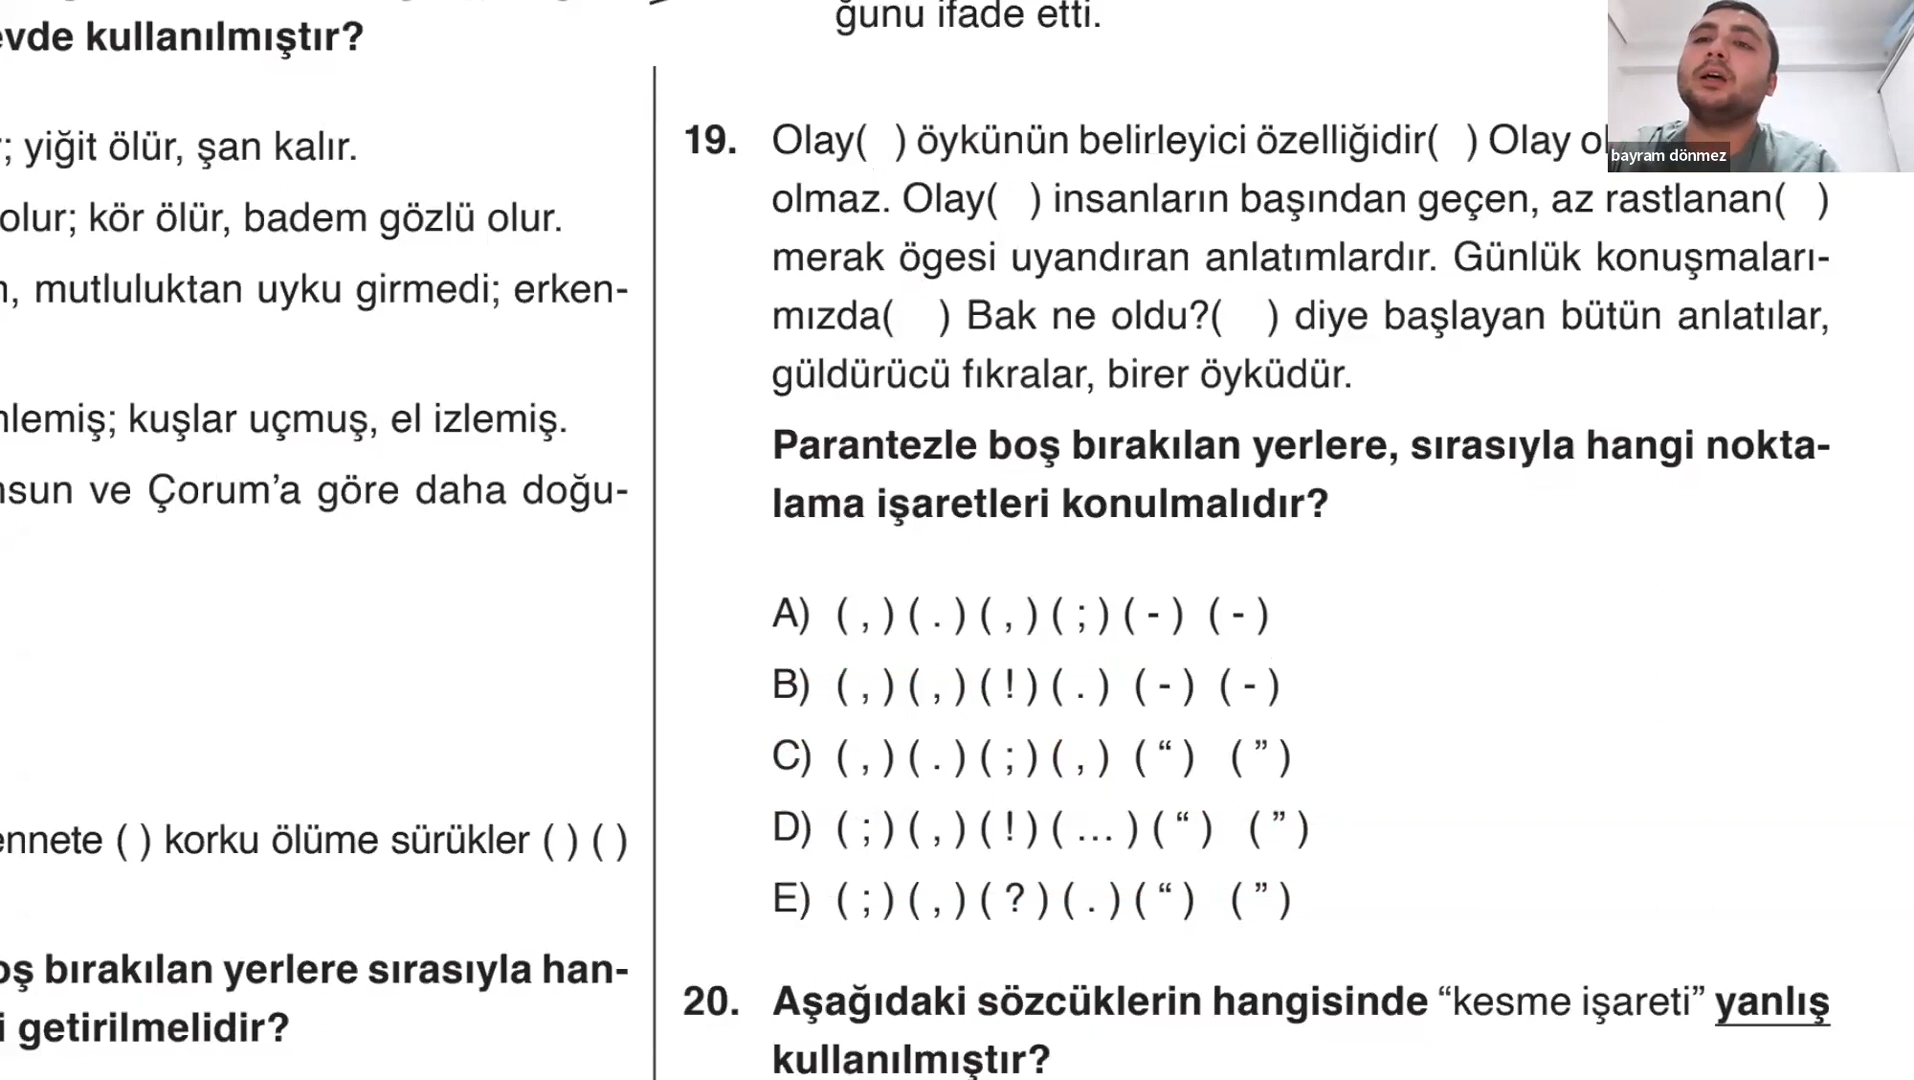 evde kullanılmıştır?
; yiğit ölür, şan kalır.
olur; kör ölür, badem gözlü olur.
, mutluluktan uyku girmedi; erken-
nlemiş; kuşlar uçmuş, el izlemiş.
sun ve Çorum’a göre daha doğu-
ennete ( ) korku ölüme sürükler ( ) ( )
oş bırakılan yerlere sırasıyla han-
i getirilmelidir?
ğunu ifade etti.
bayram dönmez
19. Olay( ) öykünün belirleyici özelliğidir( ) Olay ol
olmaz. Olay( ) insanların başından geçen, az rastlanan( )
merak ögesi uyandıran anlatımlardır. Günlük konuşmaları-
mızda( ) Bak ne oldu?( ) diye başlayan bütün anlatılar,
güldürücü fıkralar, birer öyküdür.
Parantezle boş bırakılan yerlere, sırasıyla hangi nokta-
lama işaretleri konulmalıdır?
A) ( , ) ( . ) ( , ) ( ; ) ( - ) ( - )
B) ( , ) ( , ) ( ! ) ( . ) ( - ) ( - )
C) ( , ) ( . ) ( ; ) ( , ) ( “ ) ( ” )
D) ( ; ) ( , ) ( ! ) ( ... ) ( “ ) ( ” )
E) ( ; ) ( , ) ( ? ) ( . ) ( “ ) ( ” )
20. Aşağıdaki sözcüklerin hangisinde “kesme işareti” yanlış
kullanılmıştır?